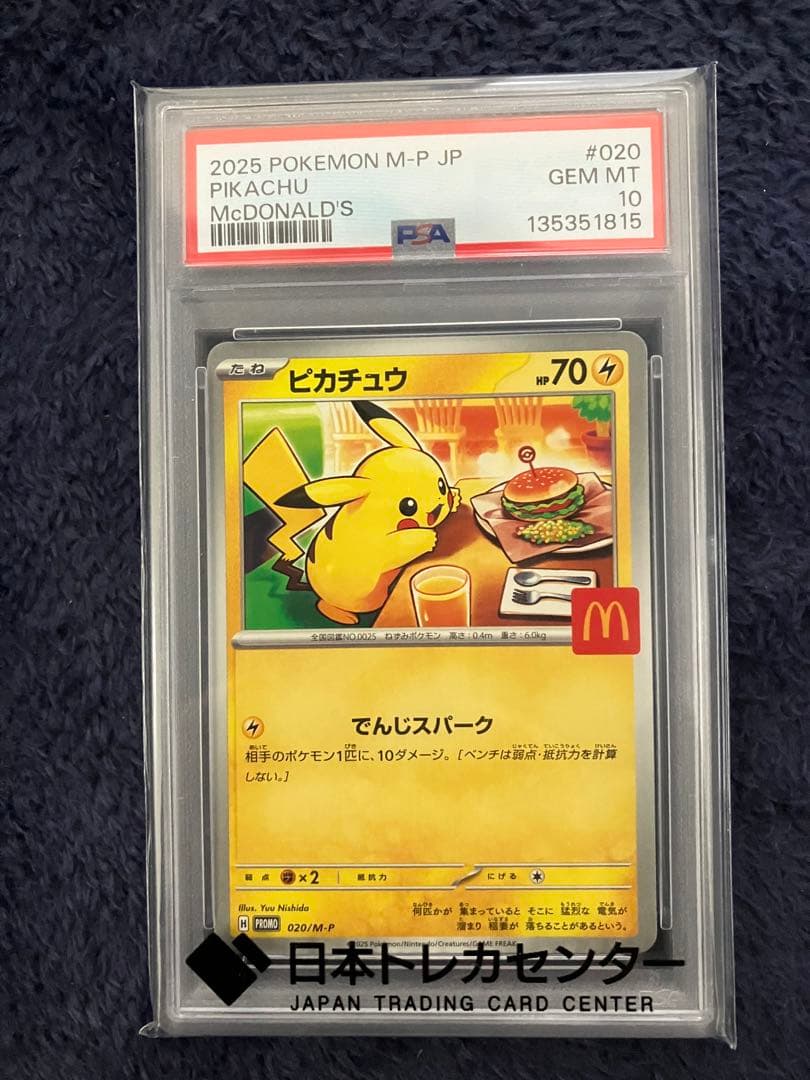 2025 POKEMON M-P JP #020
PIKACHU GEM MT
McDONALD'S 10
PSA 135351815
たね ピカチュウ HP70
全国図鑑NO.0025 ねずみポケモン 高さ:0.4m 重さ:6.0kg
でんじスパーク
相手のポケモン1匹に、10ダメージ。[ベンチは弱点・抵抗力を計算
しない。]
弱点 ×2 抵抗力 にげる
Illus. Yuu Nishida
何匹かが 集まっていると そこに 猛烈な 電気が
溜まり 稲妻が 落ちることがあるという。
H PROMO 020/M-P
©2025 Pokémon/Nintendo/Creatures/GAME FREAK
日本トレカセンター
JAPAN TRADING CARD CENTER